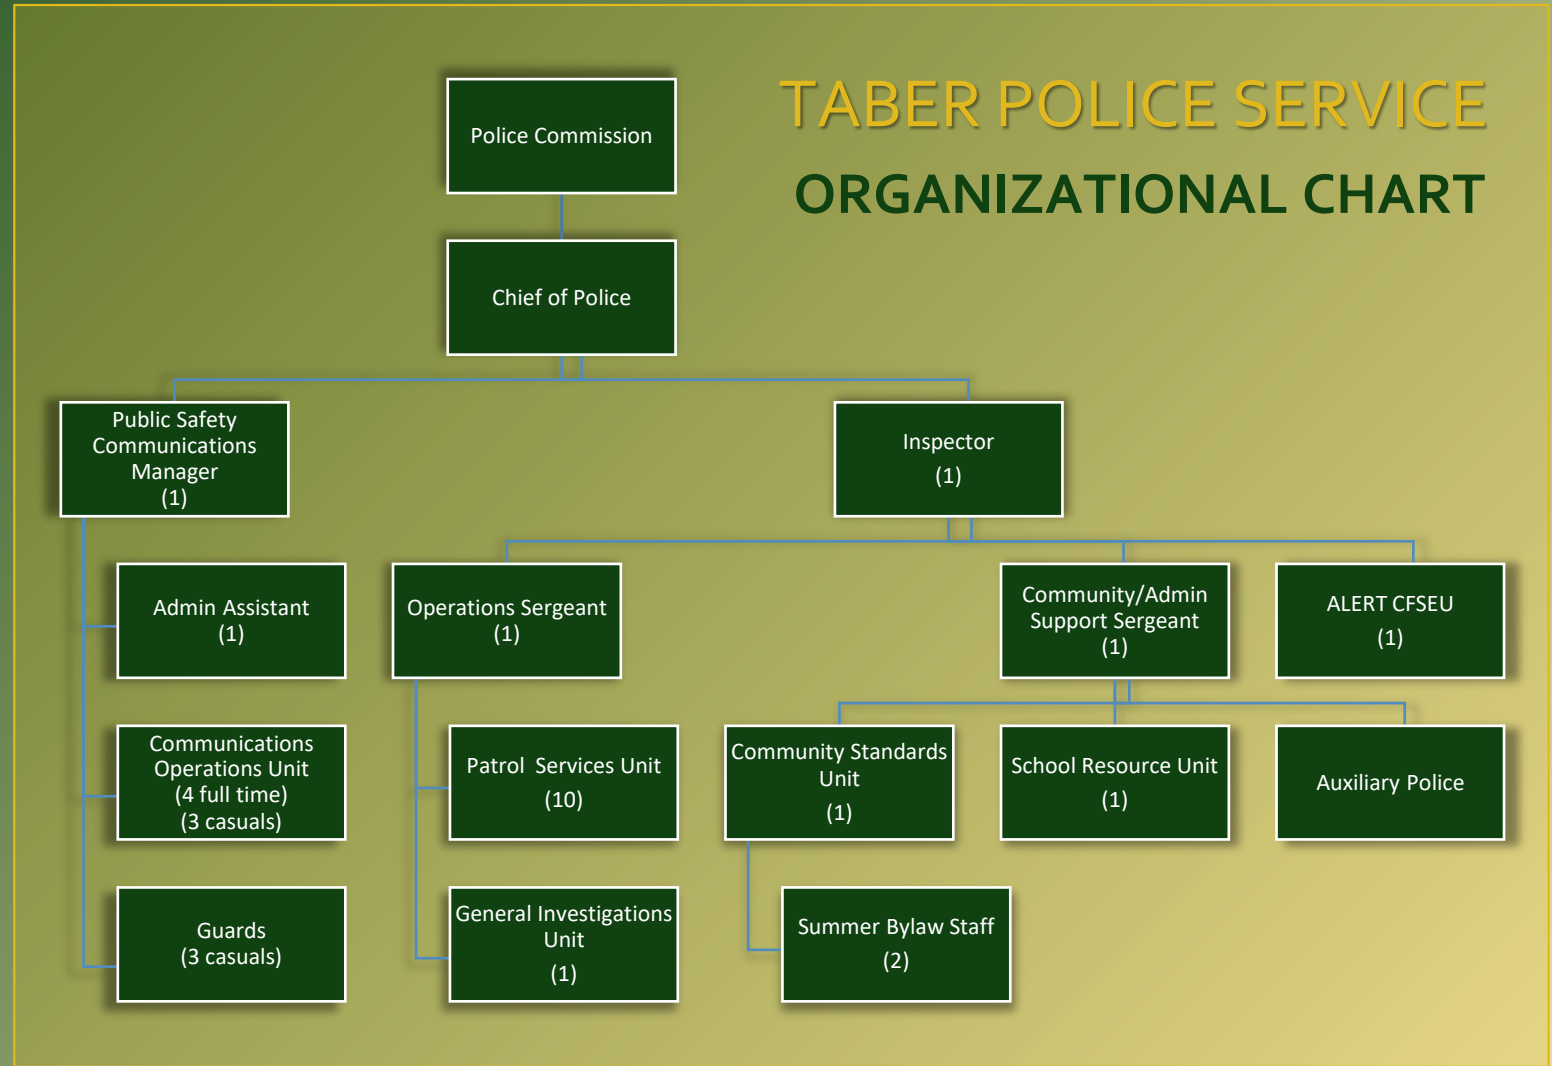 TABER POLICE SERVICE
ORGANIZATIONAL CHART
Police Commission
Chief of Police
Public Safety
Communications
Manager
(1)
Inspector
(1)
Admin Assistant
(1)
Operations Sergeant
(1)
Community/Admin
Support Sergeant
(1)
ALERT CFSEU
(1)
Communications
Operations Unit
(4 full time)
(3 casuals)
Patrol Services Unit
(10)
Community Standards
Unit
(1)
School Resource Unit
(1)
Auxiliary Police
Guards
(3 casuals)
General Investigations
Unit
(1)
Summer Bylaw Staff
(2)